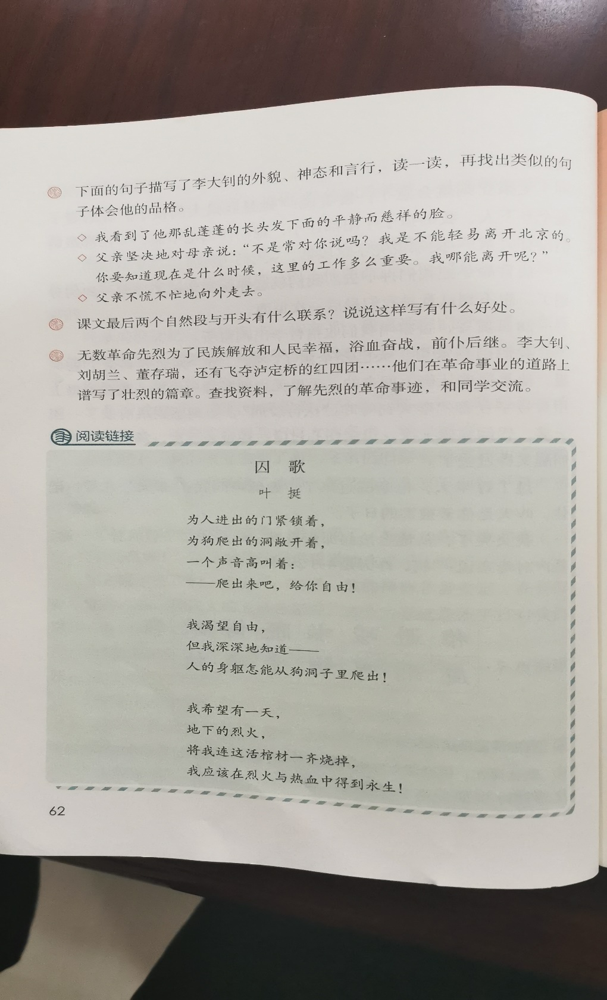 下面的句子描写了李大钊的外貌、神态和言行，读一读，再找出类似的句
子体会他的品格。
◇ 我看到了他那乱蓬蓬的长头发下面的平静而慈祥的脸。
◇ 父亲坚决地对母亲说：“不是常对你说吗？我是不能轻易离开北京的。
你要知道现在是什么时候，这里的工作多么重要。我哪能离开呢？”
◇ 父亲不慌不忙地向外走去。
课文最后两个自然段与开头有什么联系？说说这样写有什么好处。
无数革命先烈为了民族解放和人民幸福，浴血奋战，前仆后继。李大钊、
刘胡兰、董存瑞，还有飞夺泸定桥的红四团……他们在革命事业的道路上
谱写了壮烈的篇章。查找资料，了解先烈的革命事迹，和同学交流。
阅读链接
囚 歌
叶 挺
为人进出的门紧锁着，
为狗爬出的洞敞开着，
一个声音高叫着：
——爬出来吧，给你自由！
我渴望自由，
但我深深地知道——
人的身躯怎能从狗洞子里爬出！
我希望有一天，
地下的烈火，
将我连这活棺材一齐烧掉，
我应该在烈火与热血中得到永生！
62